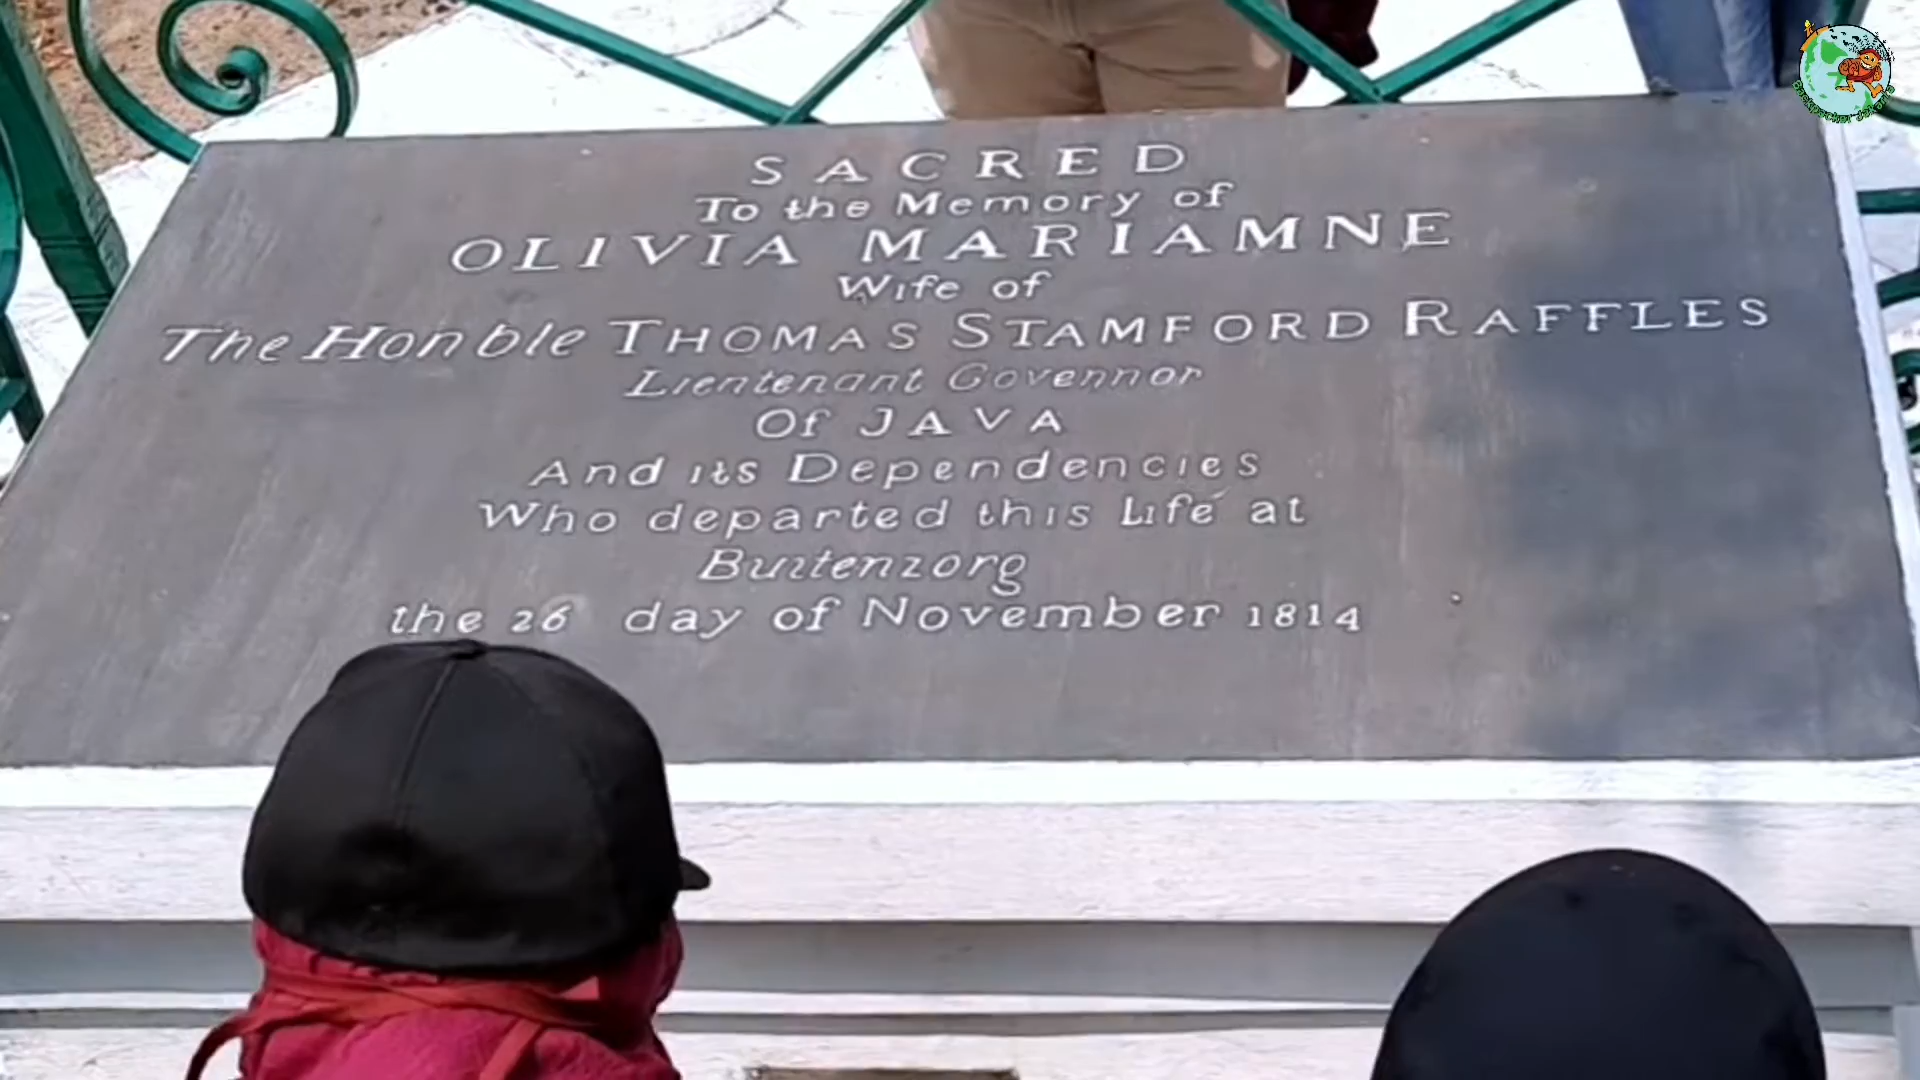 SACRED
To the Memory of
OLIVIA MARIAMNE
Wife of
The Honble THOMAS STAMFORD RAFFLES
Lientenant Govennor
Of JAVA
And its Dependencies
Who departed this Life at
Buitenzorg
the 26 day of November 1814